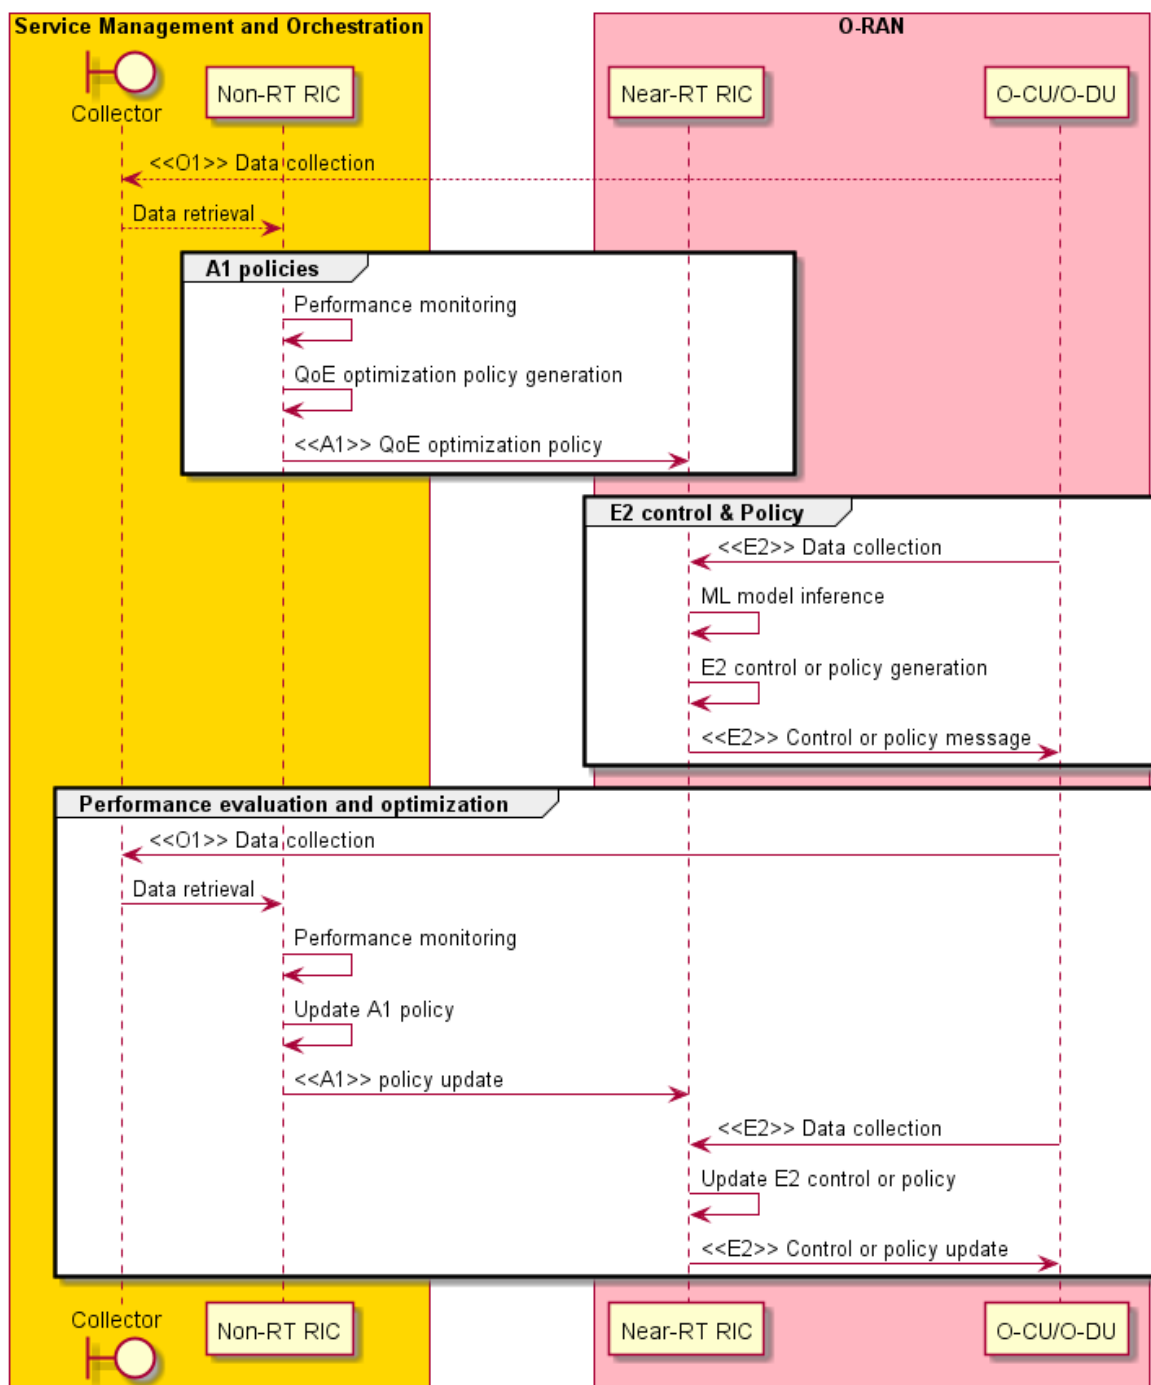 Service Management and Orchestration
O-RAN
Collector
Non-RT RIC
Near-RT RIC
O-CU/O-DU
<<O1>> Data collection
Data retrieval
A1 policies
Performance monitoring
QoE optimization policy generation
<<A1>> QoE optimization policy
E2 control & Policy
<<E2>> Data collection
ML model inference
E2 control or policy generation
<<E2>> Control or policy message
Performance evaluation and optimization
<<O1>> Data collection
Data retrieval
Performance monitoring
Update A1 policy
<<A1>> policy update
<<E2>> Data collection
Update E2 control or policy
<<E2>> Control or policy update
Collector
Non-RT RIC
Near-RT RIC
O-CU/O-DU